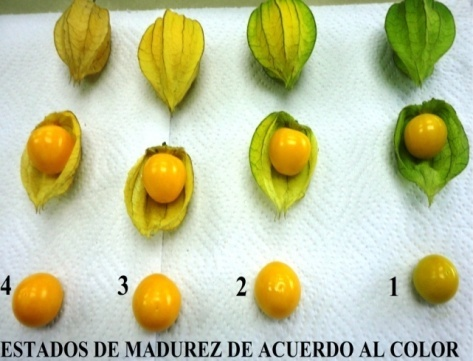 4 3 2 1
ESTADOS DE MADUREZ DE ACUERDO AL COLOR